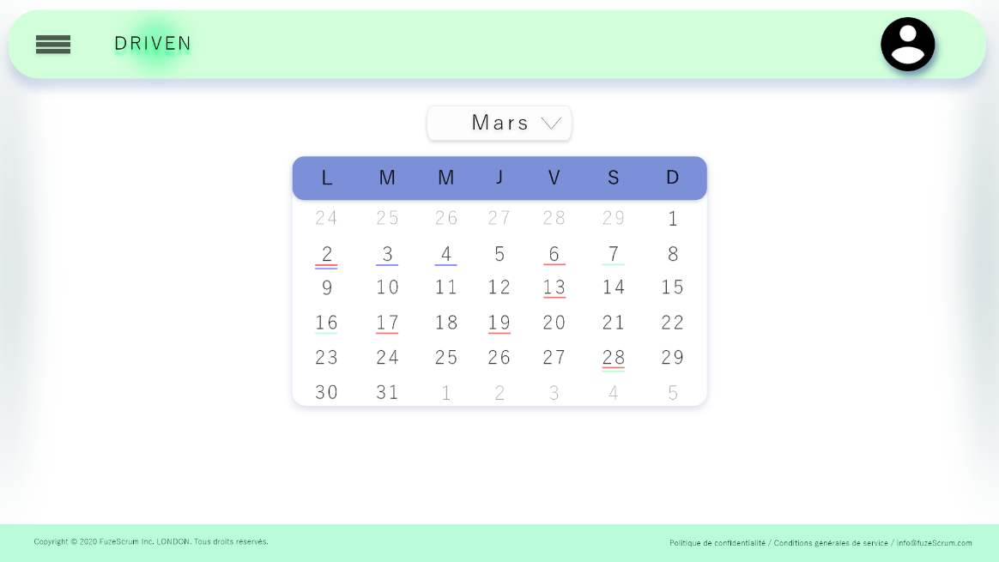 DRIVEN
Mars
L M M J V S D
24 25 26 27 28 29 1
2 3 4 5 6 7 8
9 10 11 12 13 14 15
16 17 18 19 20 21 22
23 24 25 26 27 28 29
30 31 1 2 3 4 5
Copyright © 2020 FuzeScrum Inc. LONDON. Tous droits réservés.
Politique de confidentialité / Conditions générales de service / info@fuzeScrum.com